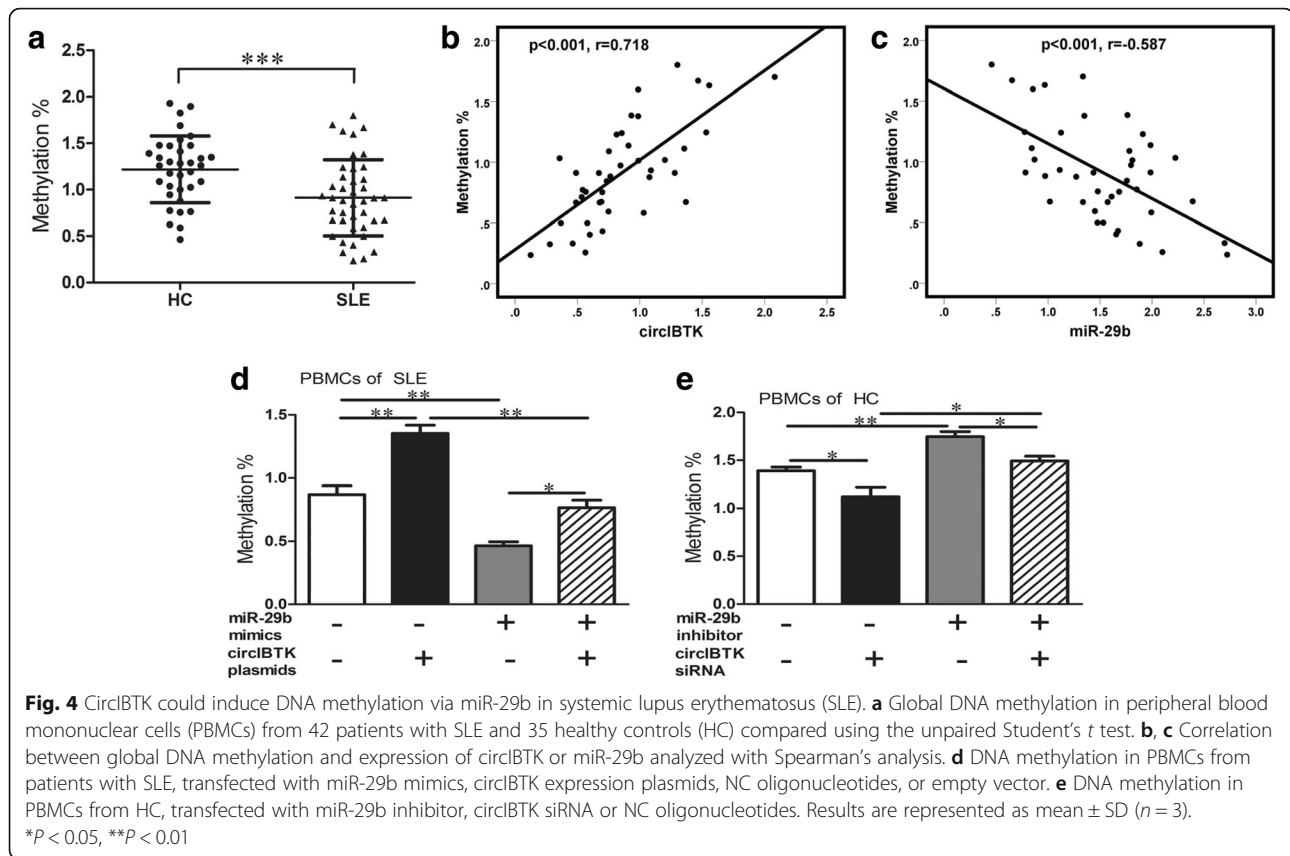 a
Methylation %
2.5
2.0
1.5
1.0
0.5
0.0
***
HC
SLE
b
p<0.001, r=0.718
Methylation %
2.0
1.5
1.0
.5
.0
.0 .5 1.0 1.5 2.0 2.5
circIBTK
c
p<0.001, r=-0.587
Methylation %
2.0
1.5
1.0
.5
.0
.0 .5 1.0 1.5 2.0 2.5 3.0
miR-29b
d
PBMCs of SLE
Methylation %
1.5
1.0
0.5
0.0
**
** **
*
miR-29b mimics - - + +
circIBTK plasmids - + - +
e
PBMCs of HC
Methylation %
2.0
1.5
1.0
0.5
0.0
*
** *
*
miR-29b inhibitor - - + +
circIBTK siRNA - + - +
Fig. 4 CircIBTK could induce DNA methylation via miR-29b in systemic lupus erythematosus (SLE). a Global DNA methylation in peripheral blood
mononuclear cells (PBMCs) from 42 patients with SLE and 35 healthy controls (HC) compared using the unpaired Student's t test. b, c Correlation
between global DNA methylation and expression of circIBTK or miR-29b analyzed with Spearman's analysis. d DNA methylation in PBMCs from
patients with SLE, transfected with miR-29b mimics, circIBTK expression plasmids, NC oligonucleotides, or empty vector. e DNA methylation in
PBMCs from HC, transfected with miR-29b inhibitor, circIBTK siRNA or NC oligonucleotides. Results are represented as mean ± SD (n = 3).
*P < 0.05, **P < 0.01